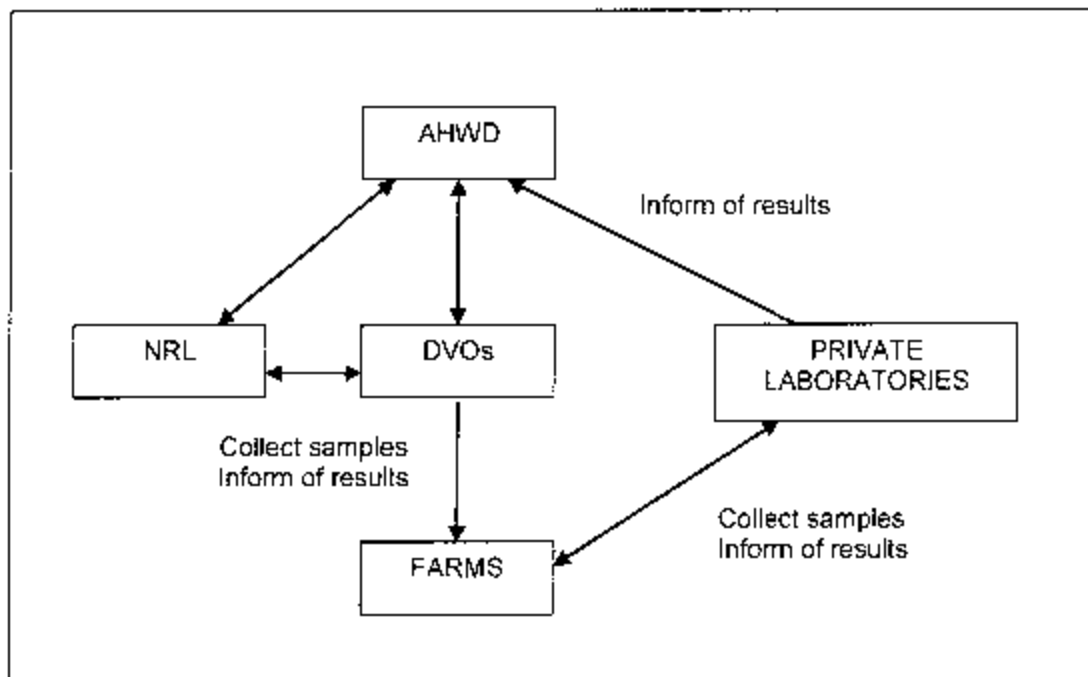 AHWD
Inform of results
NRL
DVOs
PRIVATE
LABORATORIES
Collect samples
Inform of results
Collect samples
Inform of results
FARMS